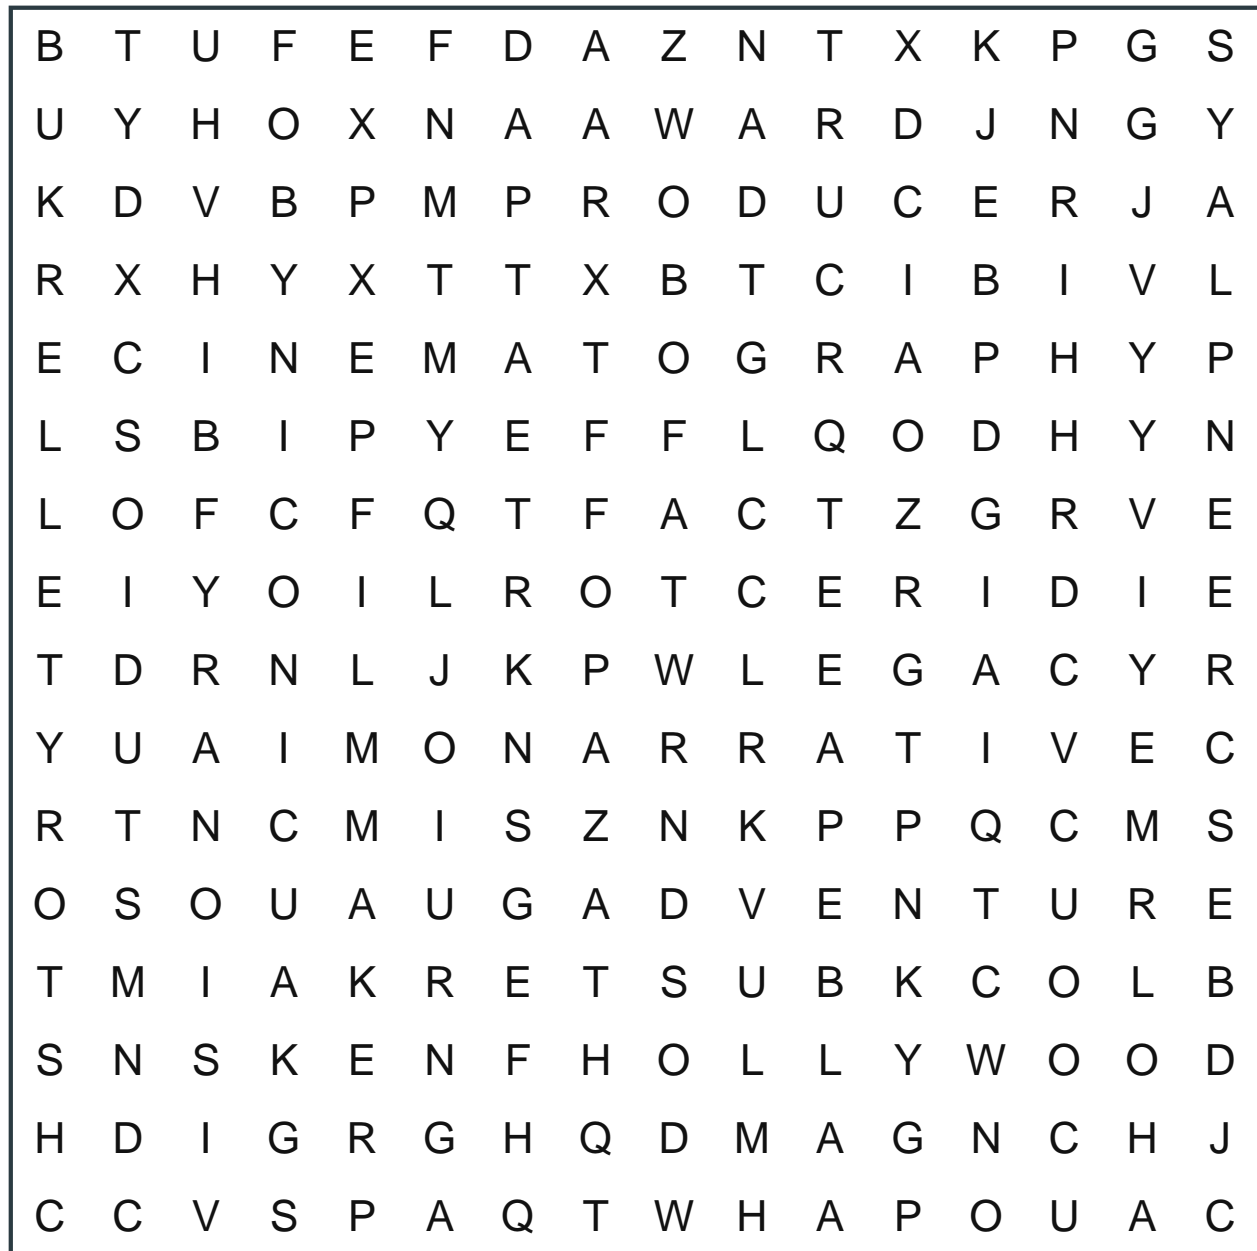 B T U F E F D A Z N T X K P G S
U Y H O X N A A W A R D J N G Y
K D V B P M P R O D U C E R J A
R X H Y X T T X B T C I B I V L
E C I N E M A T O G R A P H Y P
L S B I P Y E F F L Q O D H Y N
L O F C F Q T F A C T Z G R V E
E I Y O I L R O T C E R I D I E
T D R N L J K P W L E G A C Y R
Y U A I M O N A R R A T I V E C
R T N C M I S Z N K P P Q C M S
O S O U A U G A D V E N T U R E
T M I A K R E T S U B K C O L B
S N S K E N F H O L L Y W O O D
H D I G R G H Q D M A G N C H J
C C V S P A Q T W H A P O U A C